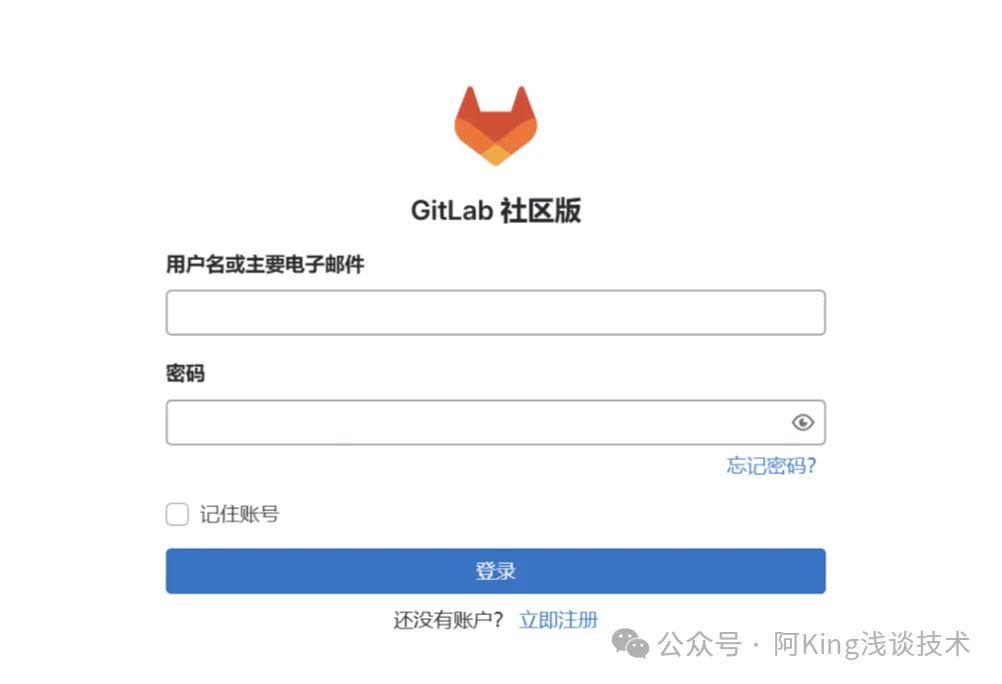 GitLab 社区版
用户名或主要电子邮件
密码
忘记密码?
记住账号
登录
还没有账户? 立即注册
公众号 · 阿King浅谈技术